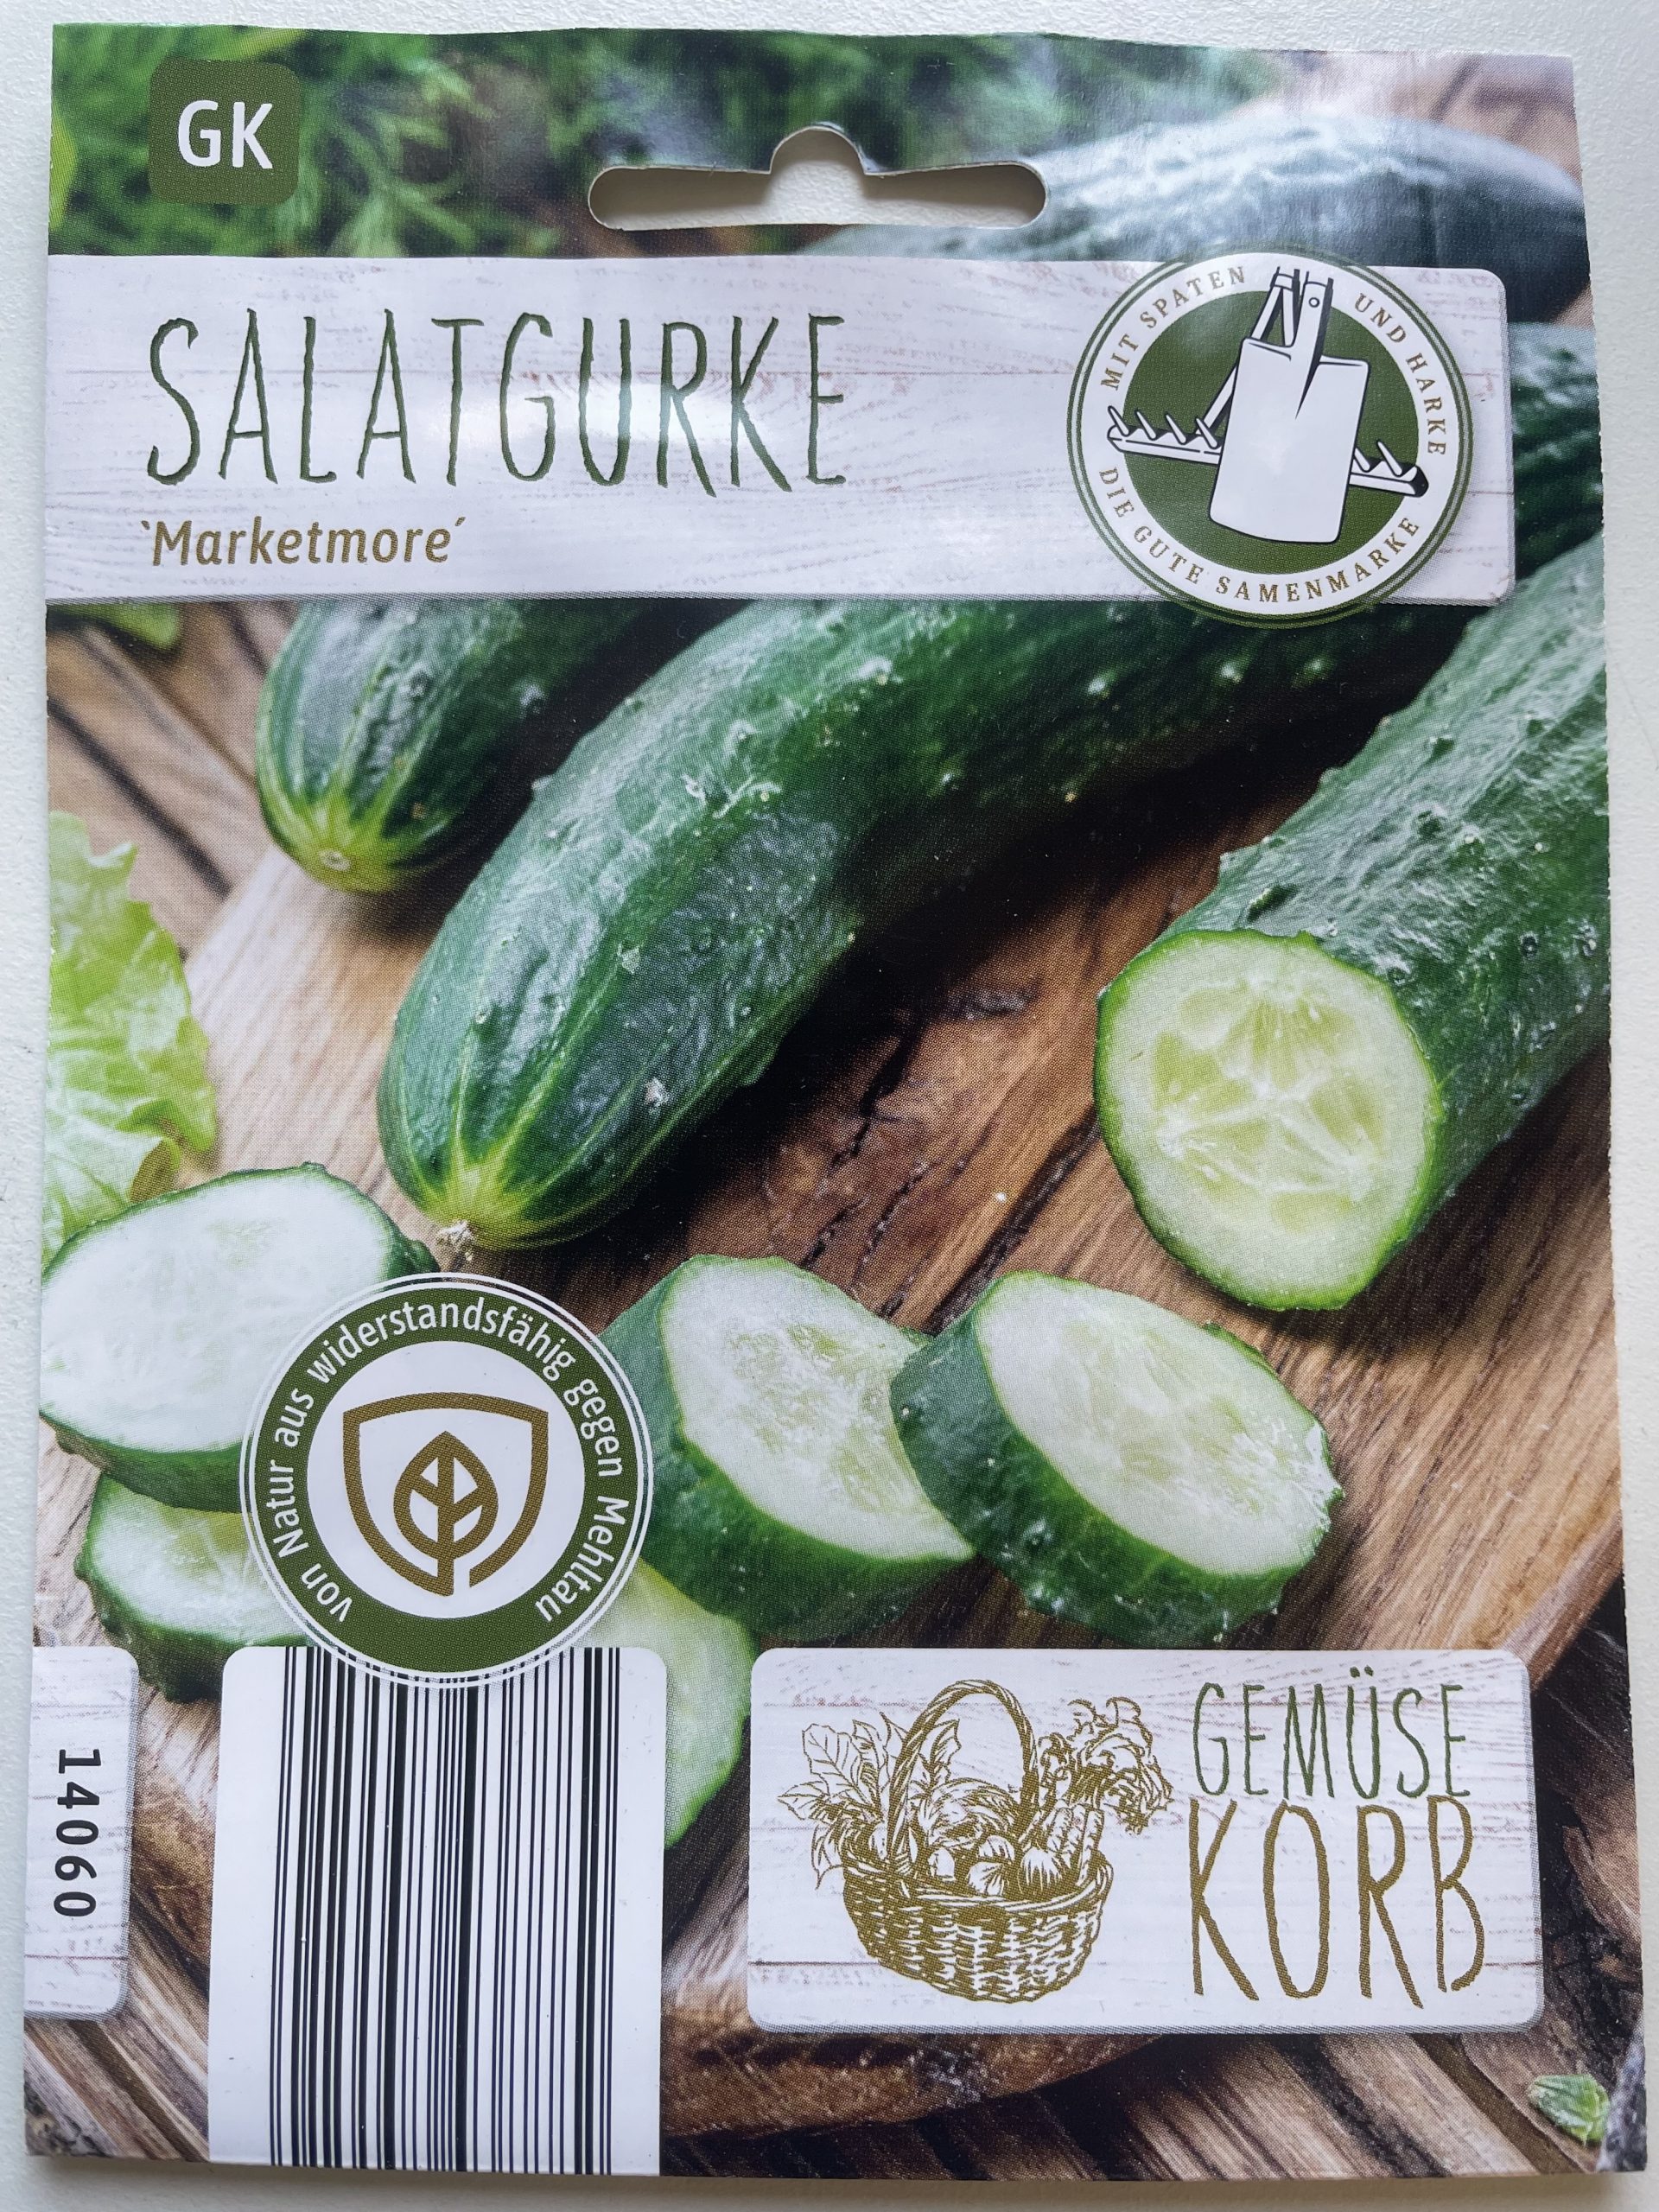 GK
SALATGURKE
`Marketmore´
MIT SPATEN UND HARKE
DIE GUTE SAMENMARKE
von Natur aus widerstandsfähig gegen Mehltau
14060
GEMÜSE
KORB